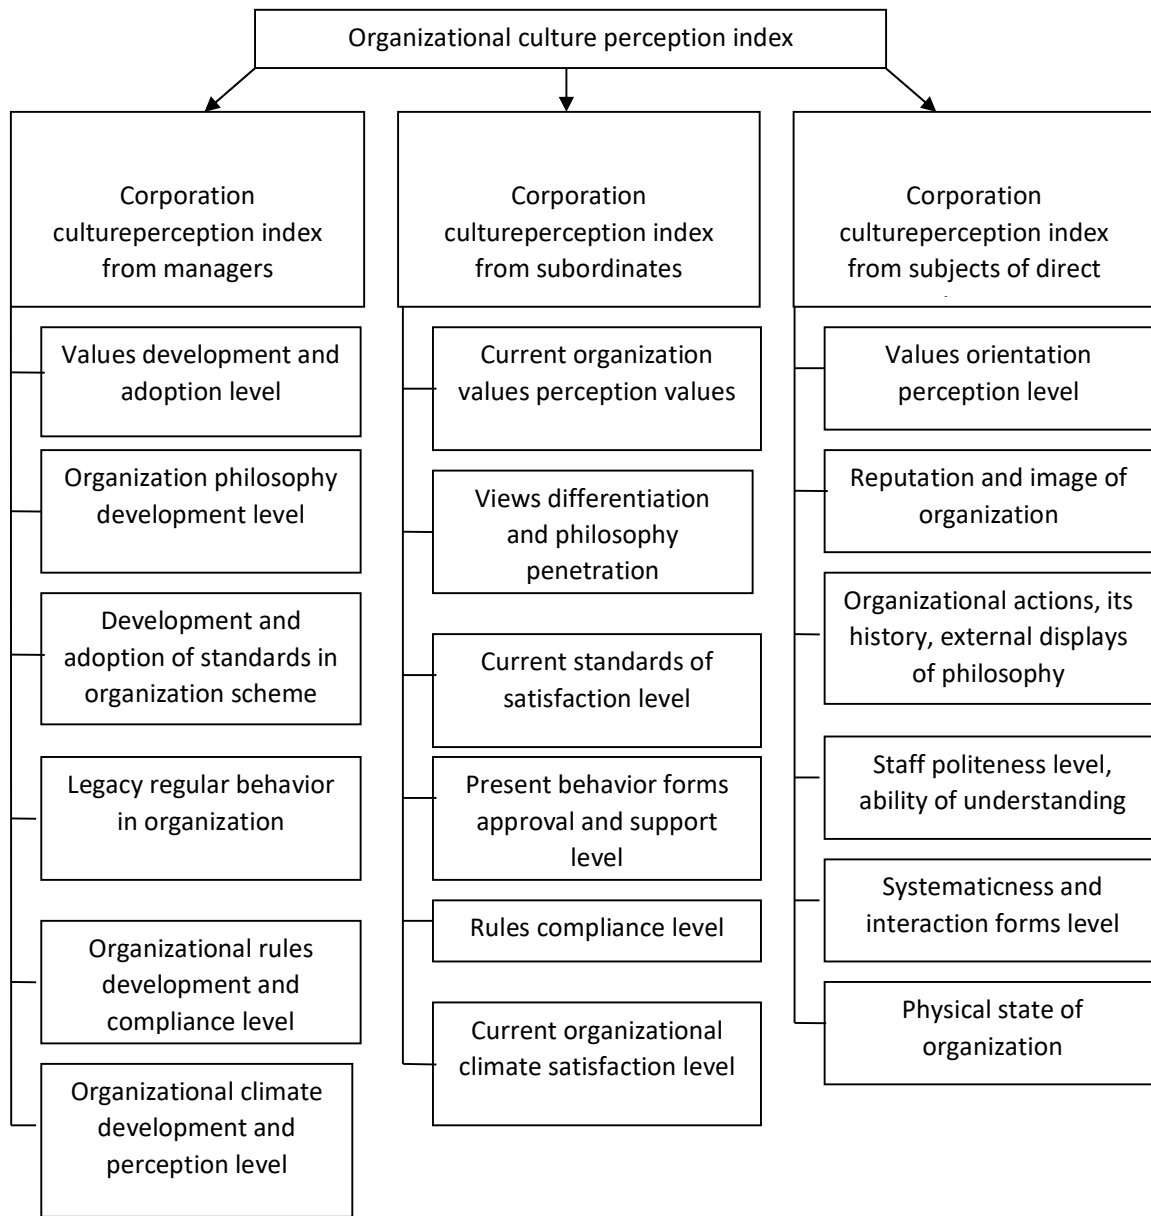 Organizational culture perception index
Corporation
cultureperception index
from managers
Values development and
adoption level
Organization philosophy
development level
Development and
adoption of standards in
organization scheme
Legacy regular behavior
in organization
Organizational rules
development and
compliance level
Organizational climate
development and
perception level
Corporation
cultureperception index
from subordinates
Current organization
values perception values
Views differentiation
and philosophy
penetration
Current standards of
satisfaction level
Present behavior forms
approval and support
level
Rules compliance level
Current organizational
climate satisfaction level
Corporation
cultureperception index
from subjects of direct
Values orientation
perception level
Reputation and image of
organization
Organizational actions, its
history, external displays
of philosophy
Staff politeness level,
ability of understanding
Systematicness and
interaction forms level
Physical state of
organization